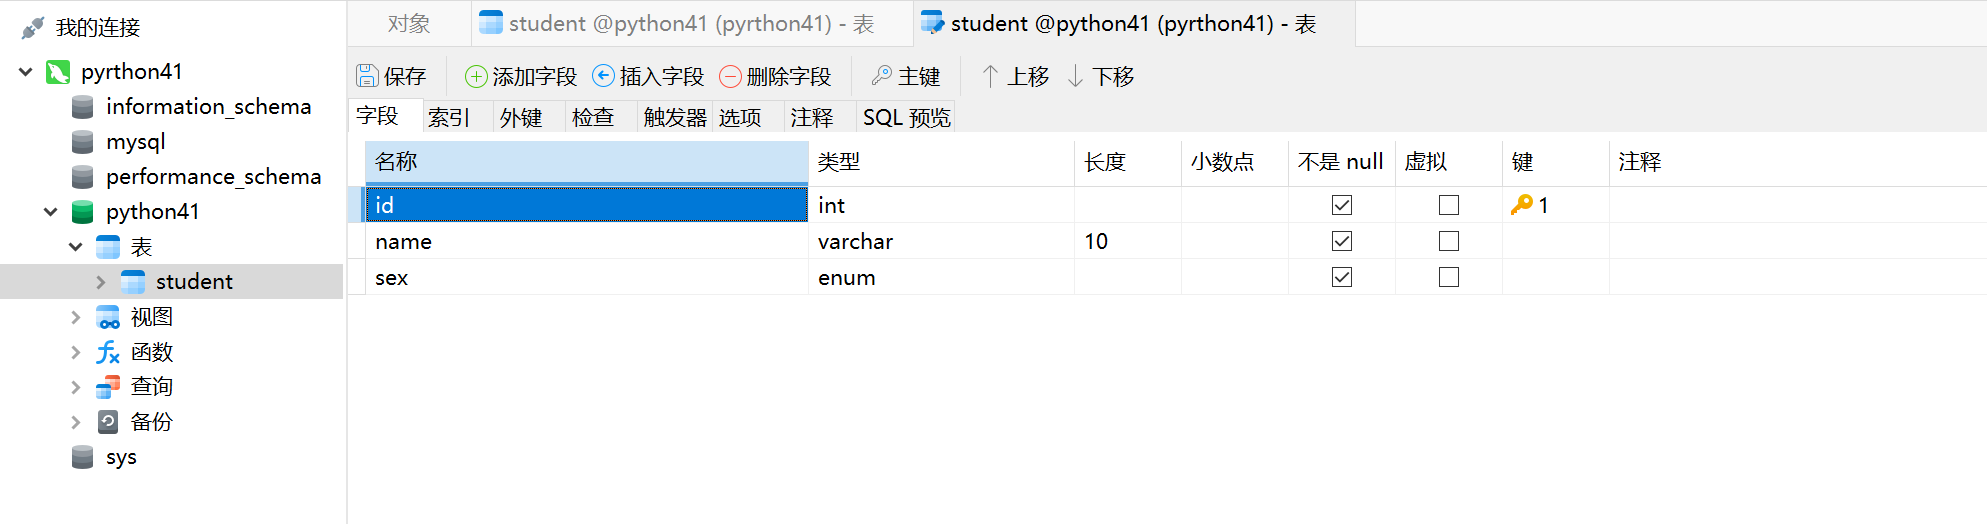 我的连接
pyrthon41
information_schema
mysql
performance_schema
python41
表
student
视图
函数
查询
备份
sys
对象 student @python41 (pyrthon41) - 表 student @python41 (pyrthon41) - 表
保存 添加字段 插入字段 删除字段 主键 上移 下移
字段 索引 外键 检查 触发器 选项 注释 SQL 预览
名称 类型 长度 小数点 不是 null 虚拟 键 注释
id int 1
name varchar 10
sex enum